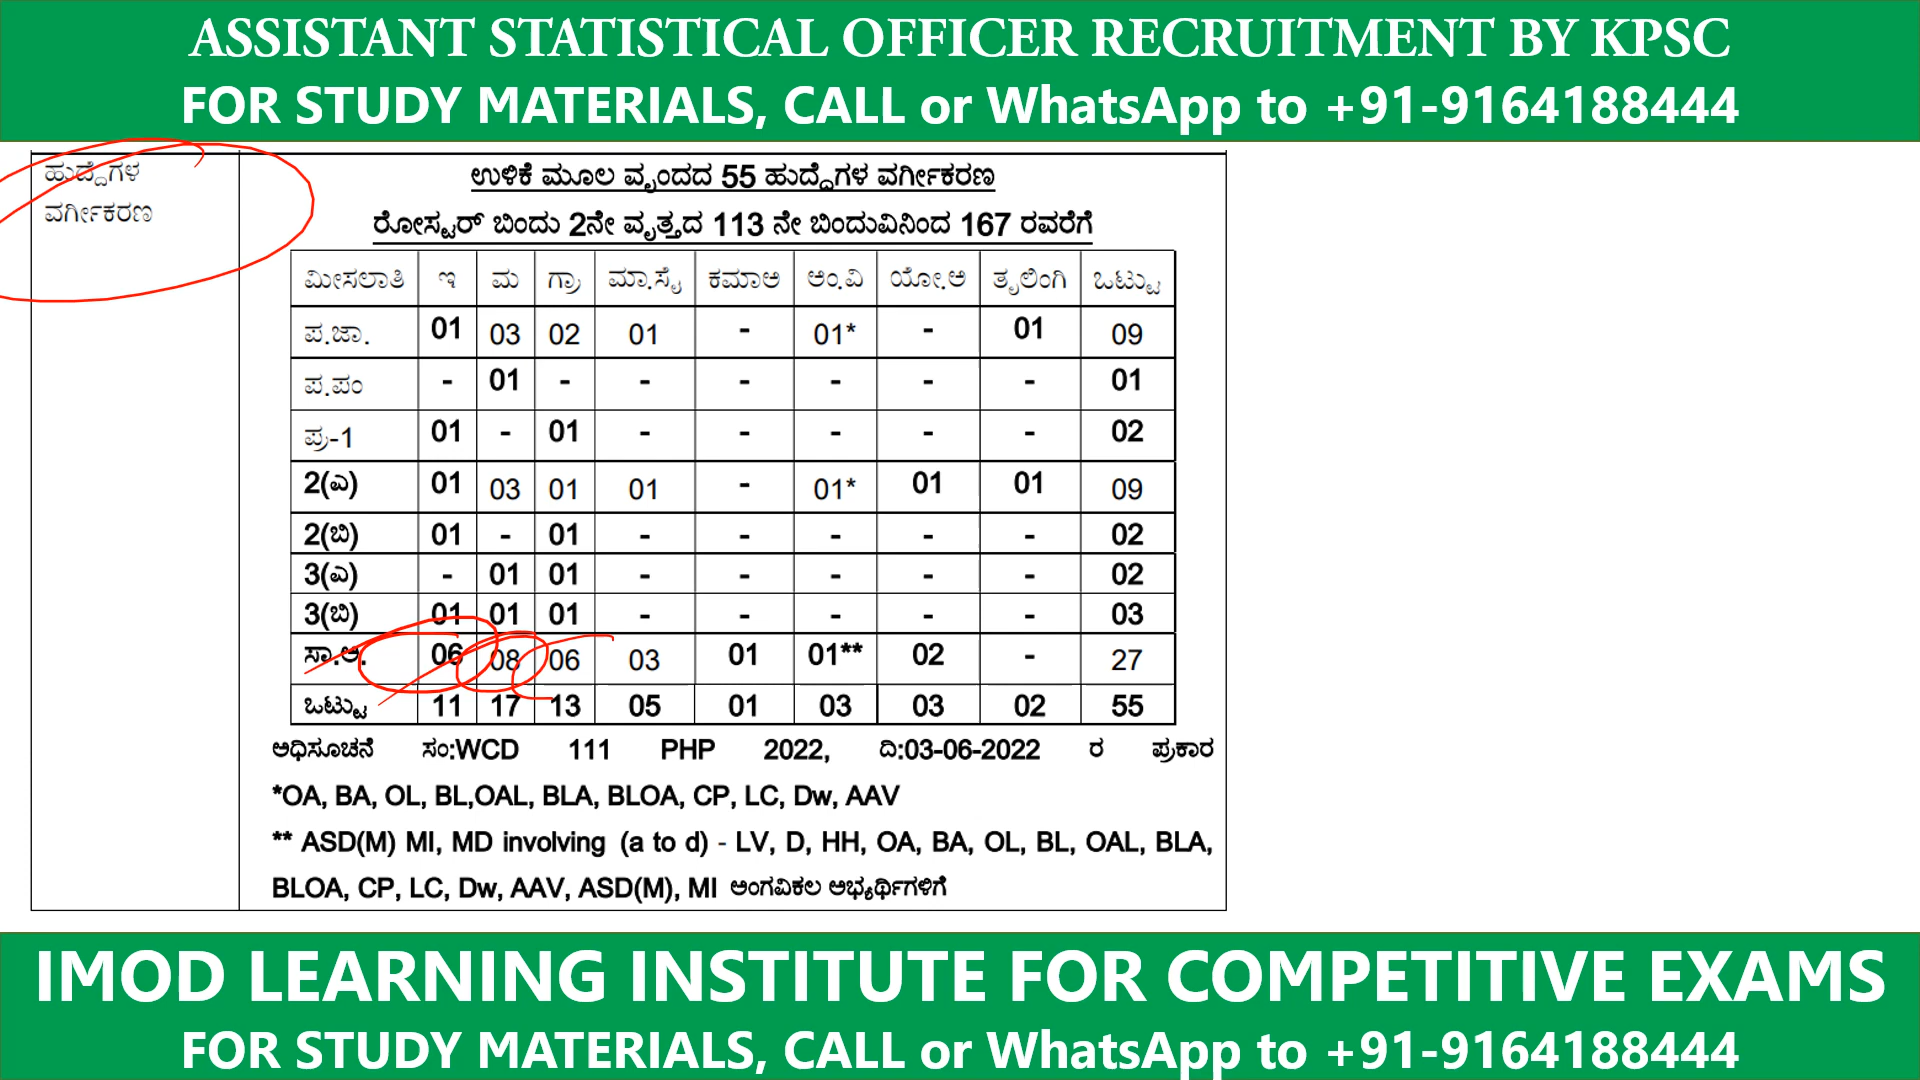 ASSISTANT STATISTICAL OFFICER RECRUITMENT BY KPSC
FOR STUDY MATERIALS, CALL or WhatsApp to +91-9164188444
ಹುದ್ದೆಗಳ
ವರ್ಗೀಕರಣ
ಉಳಿಕೆ ಮೂಲ ವೃಂದದ 55 ಹುದ್ದೆಗಳ ವರ್ಗೀಕರಣ
ರೋಸ್ಟರ್ ಬಿಂದು 2ನೇ ವೃತ್ತದ 113 ನೇ ಬಿಂದುವಿನಿಂದ 167 ರವರೆಗೆ
ಮೀಸಲಾತಿ ಇ ಮ ಗ್ರಾ ಮಾ.ಸೈ ಕಮಾಅ ಅಂ.ವಿ ಯೋ.ಅ ತೃಲಿಂಗಿ ಒಟ್ಟು
ಪ.ಜಾ. 01 03 02 01 - 01* - 01 09
ಪ.ಪಂ - 01 - - - - - - 01
ಪ್ರ-1 01 - 01 - - - - - 02
2(ಎ) 01 03 01 01 - 01* 01 01 09
2(ಬಿ) 01 - 01 - - - - - 02
3(ಎ) - 01 01 - - - - - 02
3(ಬಿ) 01 01 01 - - - - - 03
ಸಾ.ಅ. 06 08 06 03 01 01** 02 - 27
ಒಟ್ಟು 11 17 13 05 01 03 03 02 55
ಅಧಿಸೂಚನೆ ಸಂ:WCD 111 PHP 2022, ದಿ:03-06-2022 ರ ಪ್ರಕಾರ
*OA, BA, OL, BL,OAL, BLA, BLOA, CP, LC, Dw, AAV
** ASD(M) MI, MD involving (a to d) - LV, D, HH, OA, BA, OL, BL, OAL, BLA,
BLOA, CP, LC, Dw, AAV, ASD(M), MI ಅಂಗವಿಕಲ ಅಭ್ಯರ್ಥಿಗಳಿಗೆ
IMOD LEARNING INSTITUTE FOR COMPETITIVE EXAMS
FOR STUDY MATERIALS, CALL or WhatsApp to +91-9164188444